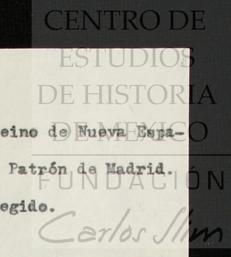 CENTRO DE
ESTUDIOS
DE HISTORIA
DE MÉXICO
FUNDACIÓN
Carlos Slim
eino de Nueva Espa-
Patrón de Madrid.
egido.